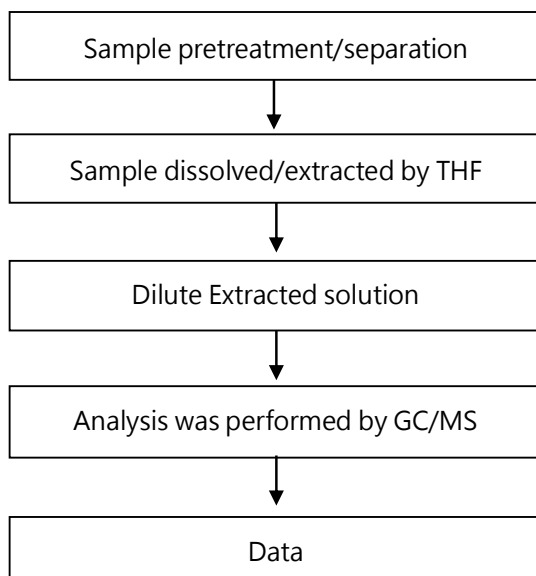 Sample pretreatment/separation
Sample dissolved/extracted by THF
Dilute Extracted solution
Analysis was performed by GC/MS
Data